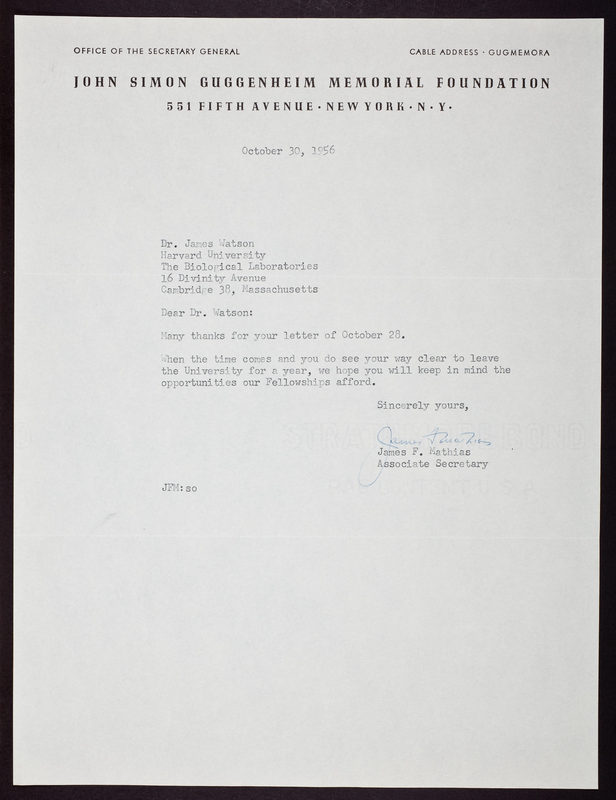 OFFICE OF THE SECRETARY GENERAL
CABLE ADDRESS · GUGMEMORA
JOHN SIMON GUGGENHEIM MEMORIAL FOUNDATION
551 FIFTH AVENUE · NEW YORK · N · Y ·
October 30, 1956
Dr. James Watson
Harvard University
The Biological Laboratories
16 Divinity Avenue
Cambridge 38, Massachusetts
Dear Dr. Watson:
Many thanks for your letter of October 28.
When the time comes and you do see your way clear to leave
the University for a year, we hope you will keep in mind the
opportunities our Fellowships afford.
Sincerely yours,
James F. Mathias
James F. Mathias
Associate Secretary
JFM:so